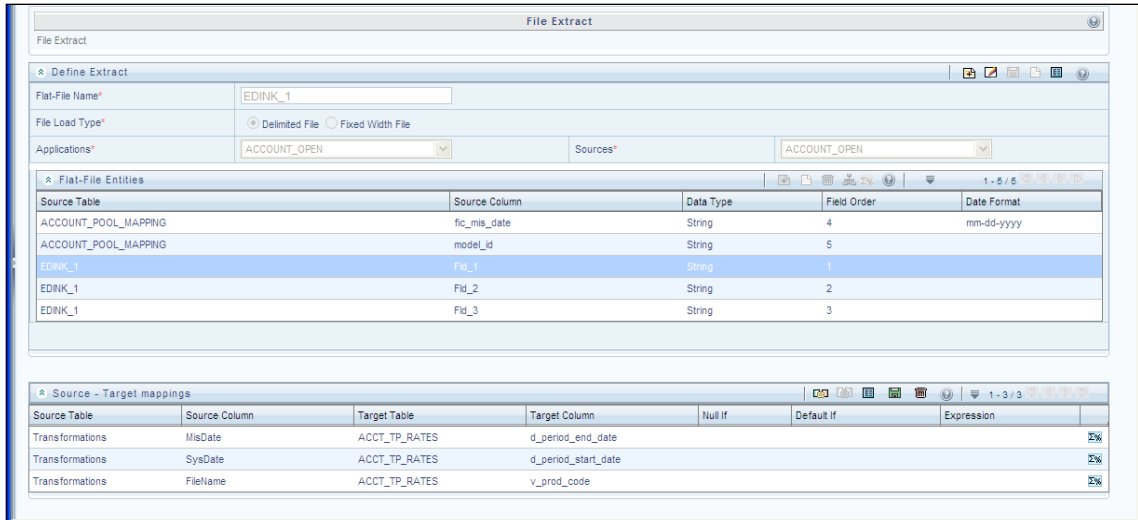 File Extract
File Extract
Define Extract
Flat-File Name* EDINK_1
File Load Type* Delimited File Fixed Width File
Applications* ACCOUNT_OPEN Sources* ACCOUNT_OPEN
Flat-File Entities 1 - 5 / 5
Source Table Source Column Data Type Field Order Date Format
ACCOUNT_POOL_MAPPING fic_mis_date String 4 mm-dd-yyyy
ACCOUNT_POOL_MAPPING model_id String 5
EDINK_1 Fld_1 String 1
EDINK_1 Fld_2 String 2
EDINK_1 Fld_3 String 3
Source - Target mappings 1 - 3 / 3
Source Table Source Column Target Table Target Column Null If Default If Expression
Transformations MisDate ACCT_TP_RATES d_period_end_date Σ%
Transformations SysDate ACCT_TP_RATES d_period_start_date Σ%
Transformations FileName ACCT_TP_RATES v_prod_code Σ%